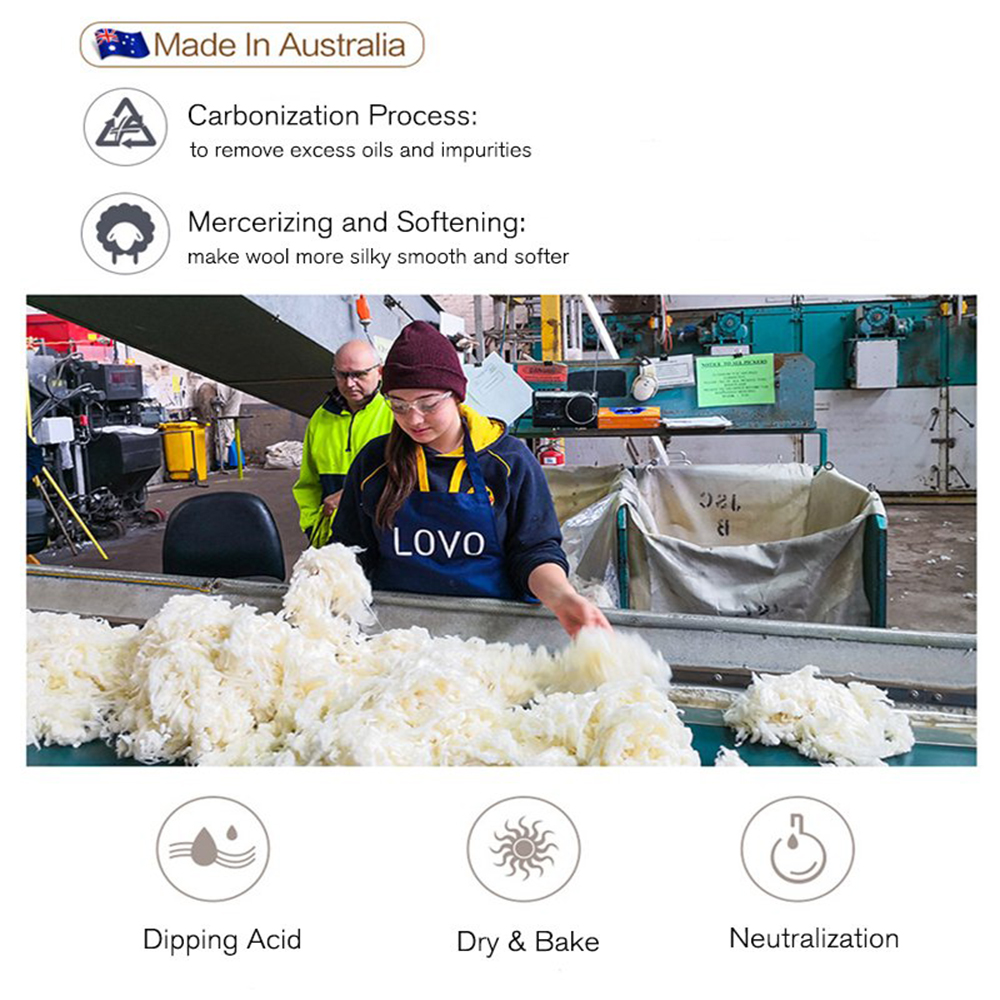 Made In Australia
Carbonization Process:
to remove excess oils and impurities
Mercerizing and Softening:
make wool more silky smooth and softer
NOTICE TO ALL PICKERS
LOVO
JSC
B
Dipping Acid
Dry & Bake
Neutralization